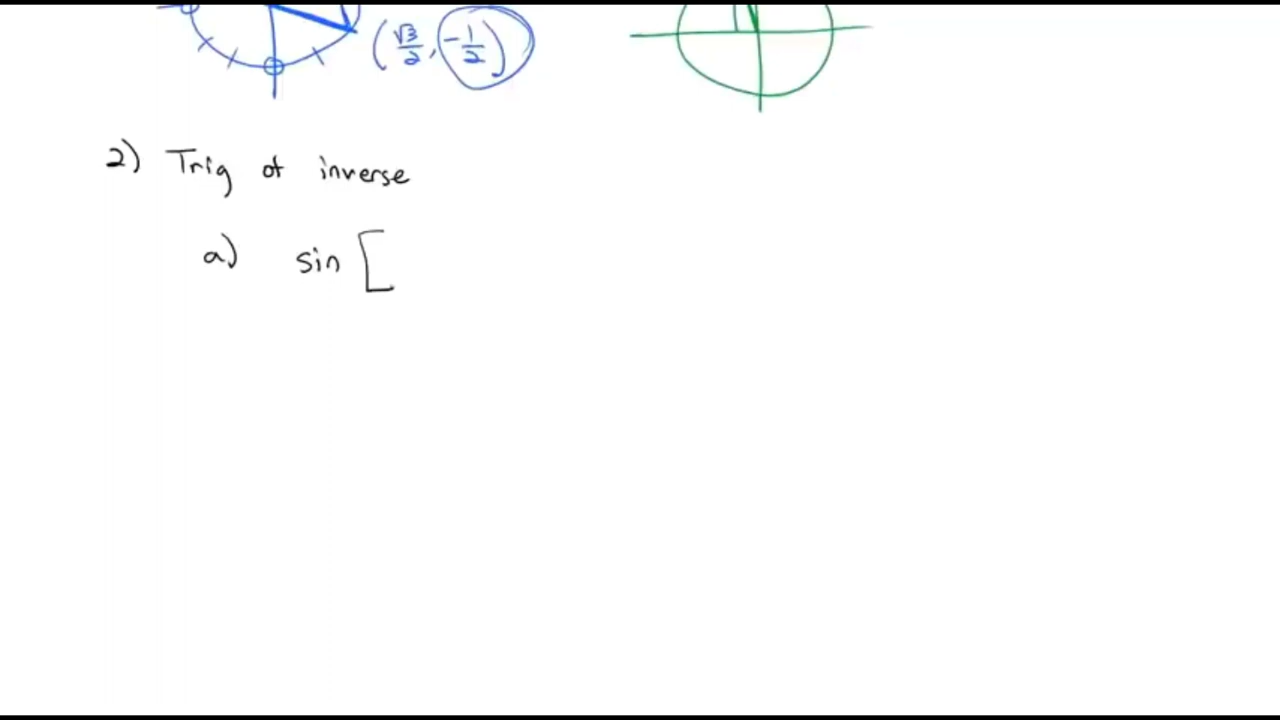 (√3/2, -1/2)
2) Trig of inverse
a) sin [